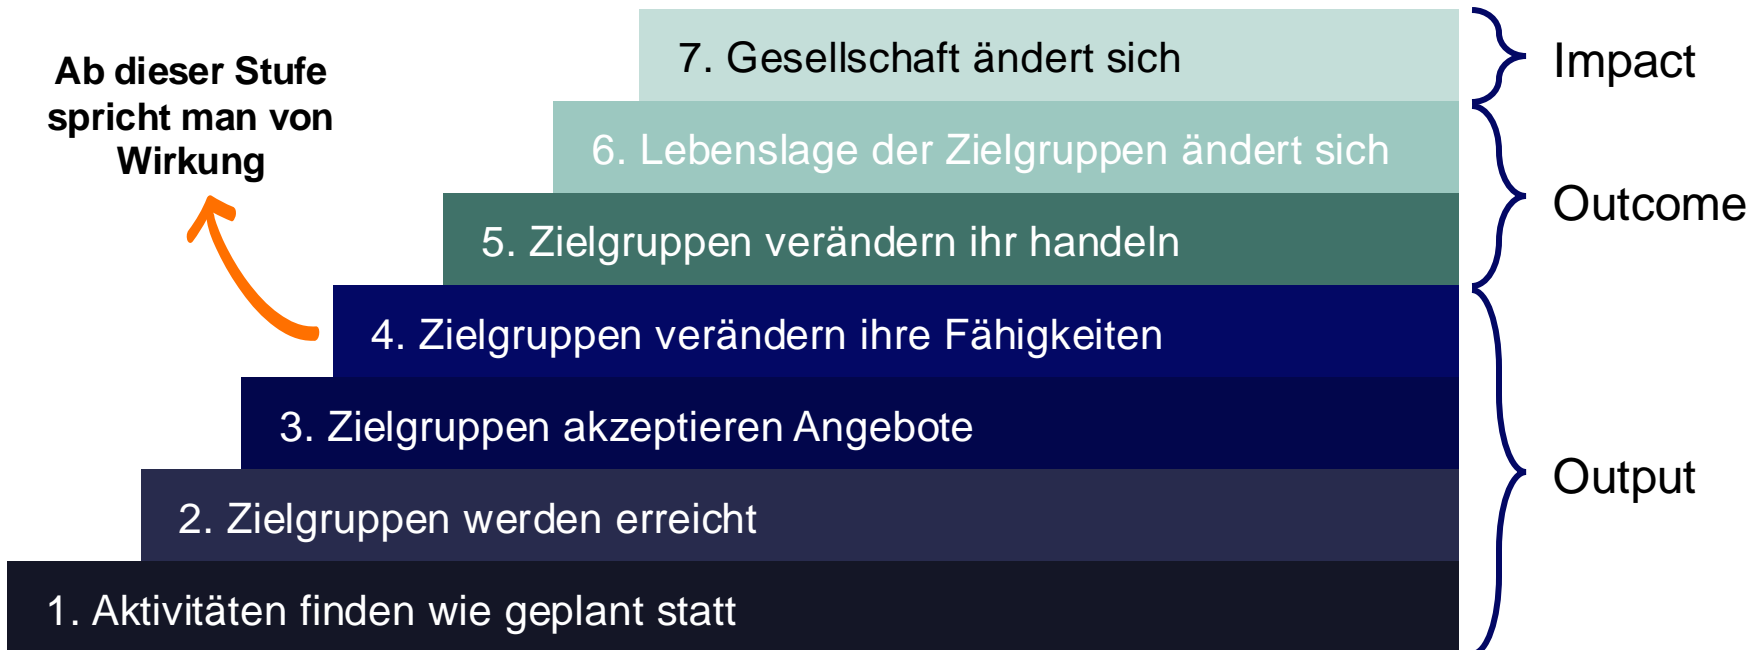 Ab dieser Stufe
spricht man von
Wirkung
7. Gesellschaft ändert sich
6. Lebenslage der Zielgruppen ändert sich
5. Zielgruppen verändern ihr handeln
4. Zielgruppen verändern ihre Fähigkeiten
3. Zielgruppen akzeptieren Angebote
2. Zielgruppen werden erreicht
1. Aktivitäten finden wie geplant statt
Impact
Outcome
Output